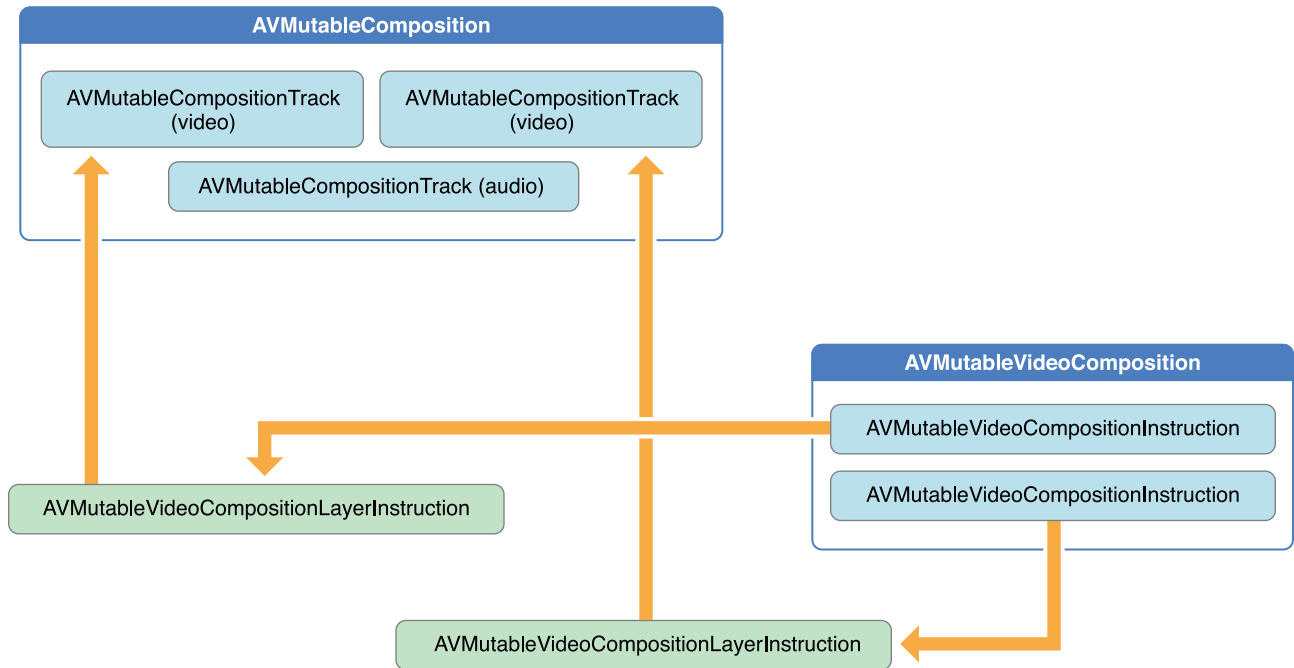 AVMutableComposition
AVMutableCompositionTrack
(video)
AVMutableCompositionTrack
(video)
AVMutableCompositionTrack (audio)
AVMutableVideoComposition
AVMutableVideoCompositionInstruction
AVMutableVideoCompositionInstruction
AVMutableVideoCompositionLayerInstruction
AVMutableVideoCompositionLayerInstruction